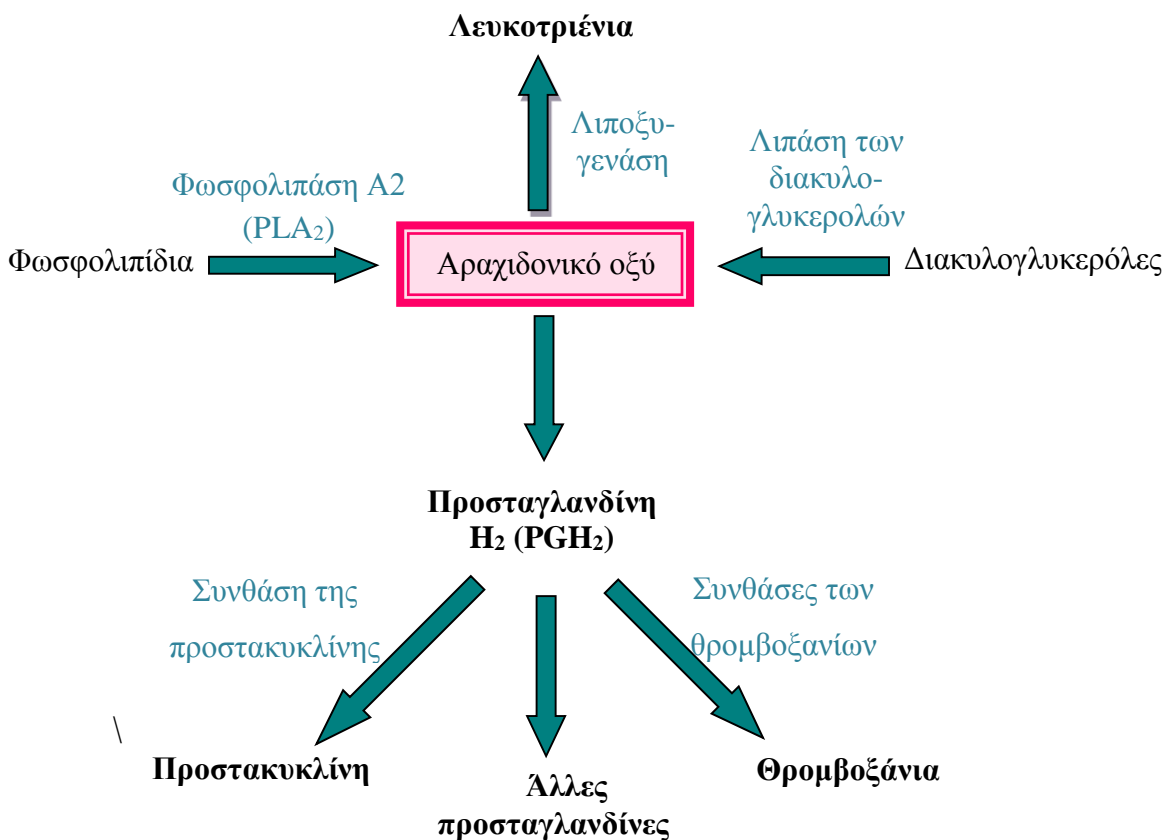 Λευκοτριένια
Λιποξυ-
γενάση
Λιπάση των
διακυλο-
γλυκερολών
Φωσφολιπάση Α2
(PLA₂)
Φωσφολιπίδια
Αραχιδονικό οξύ
Διακυλογλυκερόλες
Προσταγλανδίνη
H₂ (PGH₂)
Συνθάση της
προστακυκλίνης
Συνθάσες των
θρομβοξανίων
\
Προστακυκλίνη
Άλλες
προσταγλανδίνες
Θρομβοξάνια